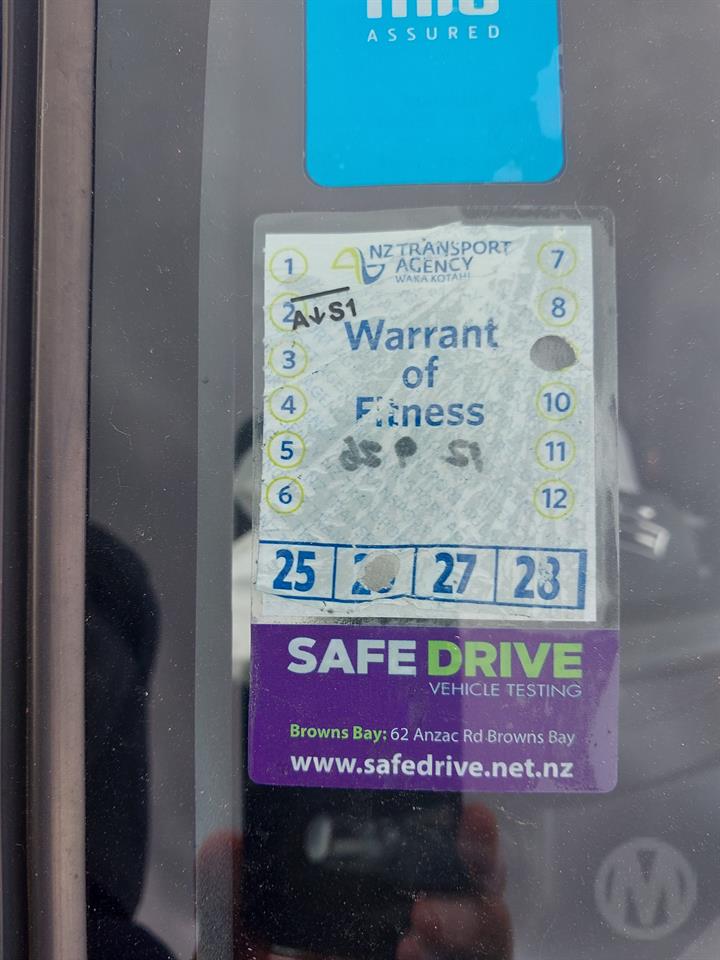 ASSURED
NZ TRANSPORT
AGENCY
WAKA KOTAHI
1
2
3
4
5
6
7
8
10
11
12
A↓S1
Warrant
of
Fitness
25 27 28
SAFE DRIVE
VEHICLE TESTING
Browns Bay: 62 Anzac Rd Browns Bay
www.safedrive.net.nz
M